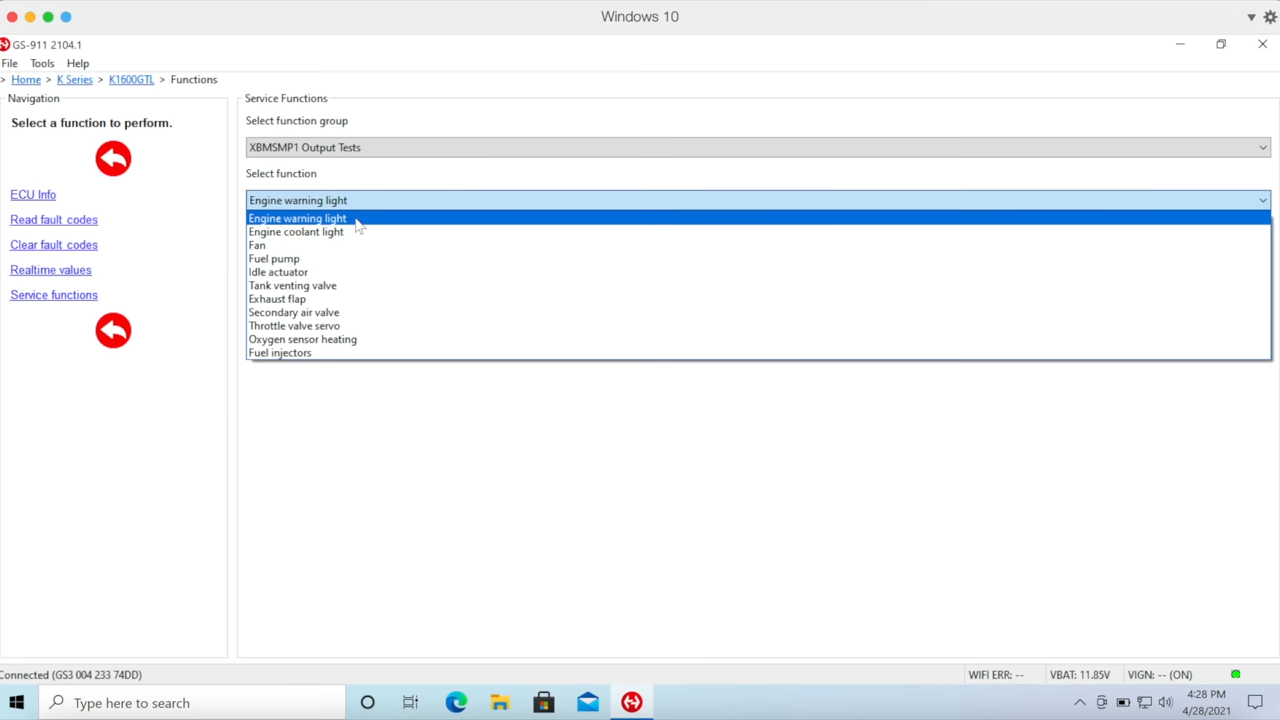 Windows 10
GS-911 2104.1
File Tools Help
> Home > K Series > K1600GTL > Functions
Navigation
Select a function to perform.
ECU Info
Read fault codes
Clear fault codes
Realtime values
Service functions
Service Functions
Select function group
XBMSMP1 Output Tests
Select function
Engine warning light
Engine warning light
Engine coolant light
Fan
Fuel pump
Idle actuator
Tank venting valve
Exhaust flap
Secondary air valve
Throttle valve servo
Oxygen sensor heating
Fuel injectors
Connected (GS3 004 233 74DD)
WIFI ERR: --
VBAT: 11.85V
VIGN: -- (ON)
Type here to search
4:28 PM
4/28/2021